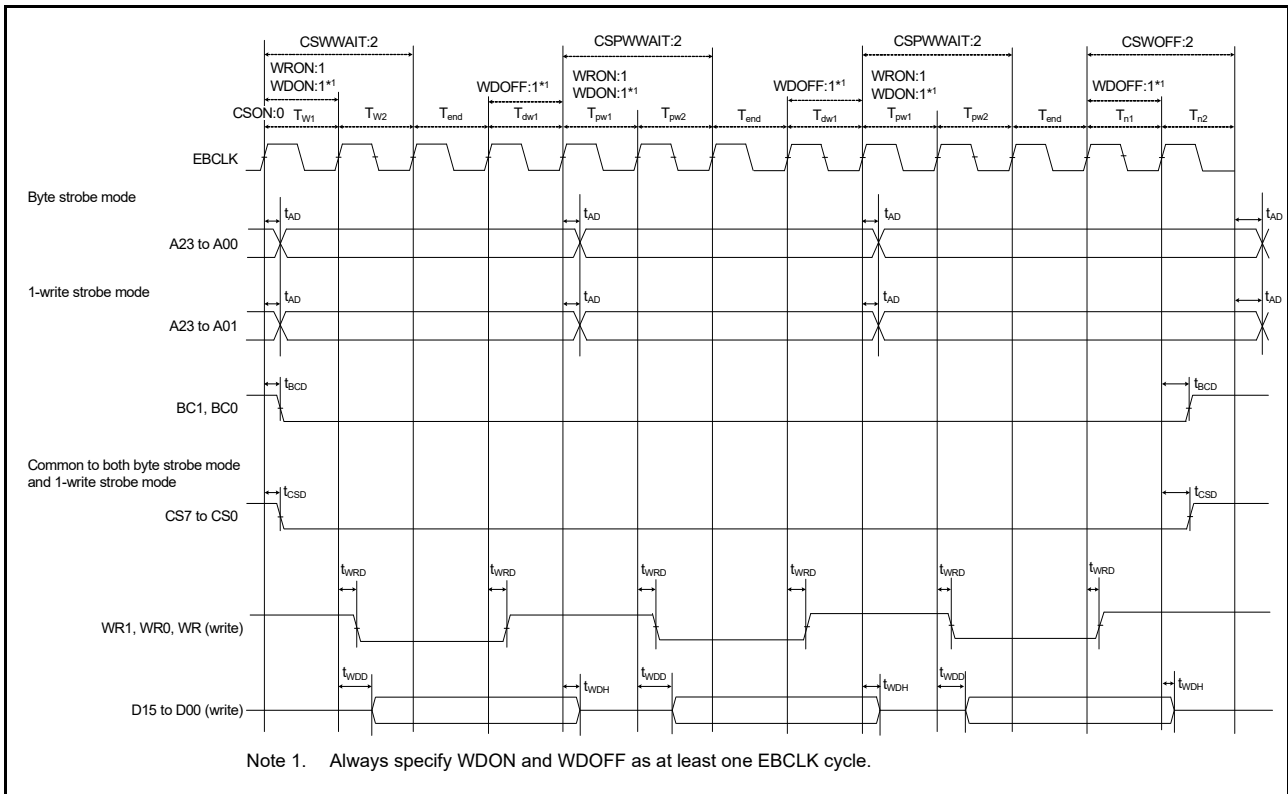 CSWWAIT:2 CSPWWAIT:2 CSPWWAIT:2 CSWOFF:2
WRON:1 WRON:1 WRON:1
WDON:1*1 WDOFF:1*1 WDON:1*1 WDOFF:1*1 WDON:1*1 WDOFF:1*1
CSON:0 TW1 TW2 Tend Tdw1 Tpw1 Tpw2 Tend Tdw1 Tpw1 Tpw2 Tend Tn1 Tn2
EBCLK
Byte strobe mode
tAD tAD tAD tAD
A23 to A00
1-write strobe mode
tAD tAD tAD tAD
A23 to A01
tBCD tBCD
BC1, BC0
Common to both byte strobe mode
and 1-write strobe mode
tCSD tCSD
CS7 to CS0
tWRD tWRD tWRD tWRD tWRD tWRD
WR1, WR0, WR (write)
tWDD tWDH tWDD tWDH tWDD tWDH
D15 to D00 (write)
Note 1. Always specify WDON and WDOFF as at least one EBCLK cycle.